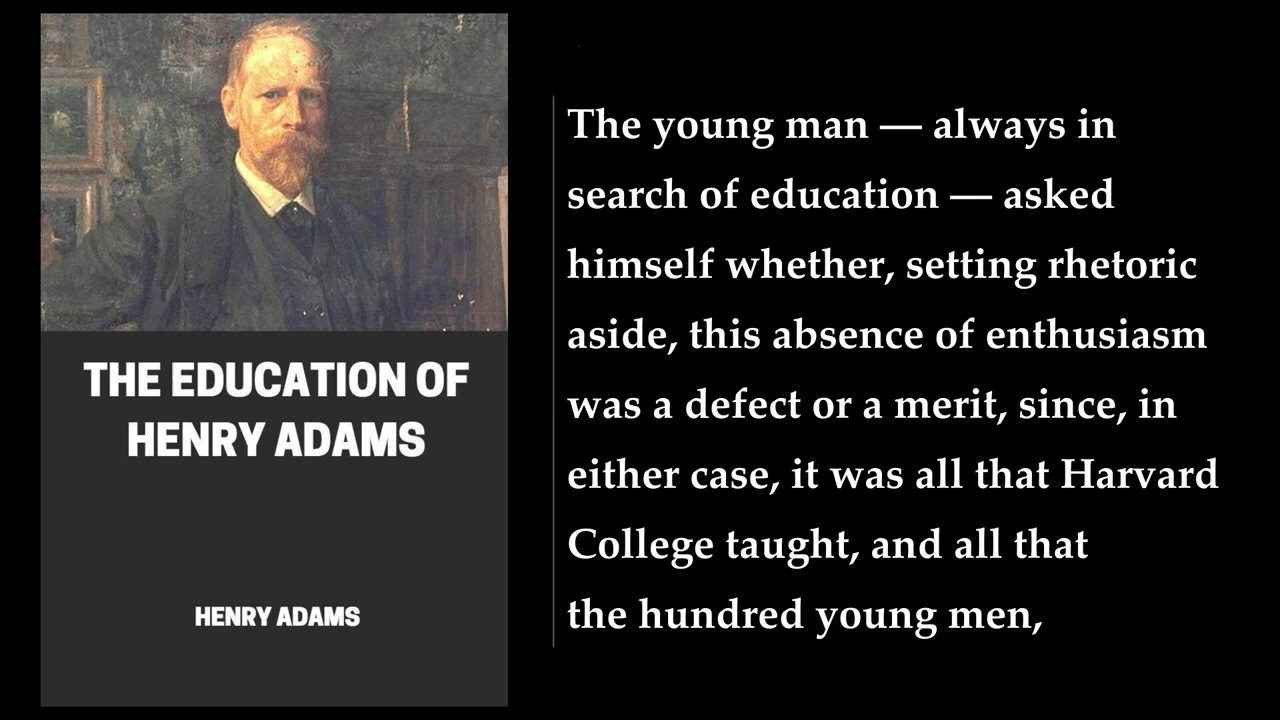 THE EDUCATION OF
HENRY ADAMS
HENRY ADAMS
The young man — always in
search of education — asked
himself whether, setting rhetoric
aside, this absence of enthusiasm
was a defect or a merit, since, in
either case, it was all that Harvard
College taught, and all that
the hundred young men,